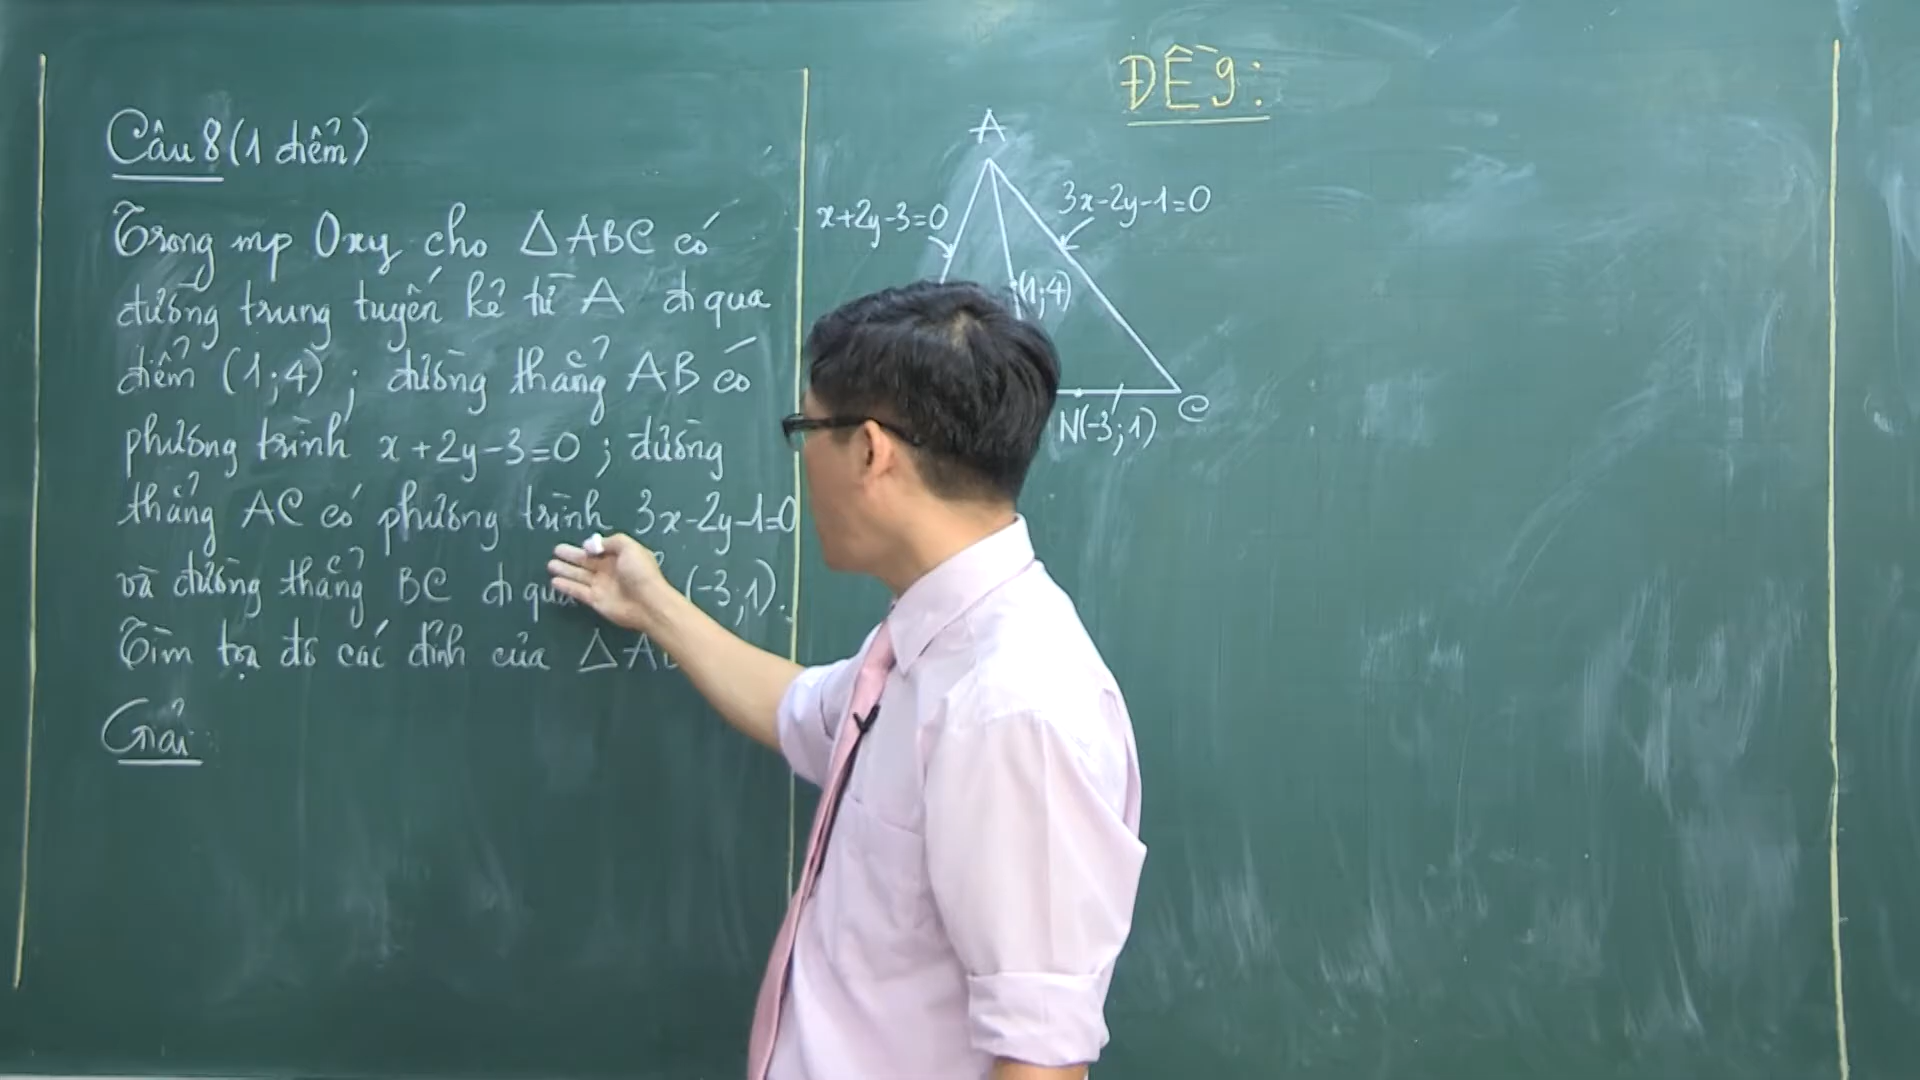 Câu 8 (1 điểm)
Trong mp Oxy cho △ABC có
đường trung tuyến kẻ từ A đi qua
điểm (1;4) ; đường thẳng AB có
phương trình x+2y-3=0 ; đường
thẳng AC có phương trình 3x-2y-1=0
và đường thẳng BC đi qua (-3;1).
Tìm tọa độ các đỉnh của △A
Giải
ĐỀ 9:
A
x+2y-3=0
3x-2y-1=0
(1;4)
N(-3;1)
C